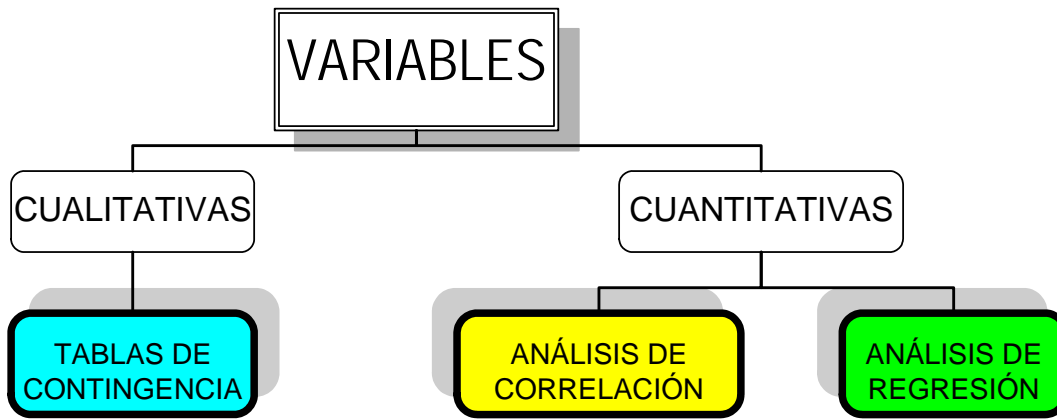 VARIABLES
CUALITATIVAS
CUANTITATIVAS
TABLAS DE
CONTINGENCIA
ANÁLISIS DE
CORRELACIÓN
ANÁLISIS DE
REGRESIÓN